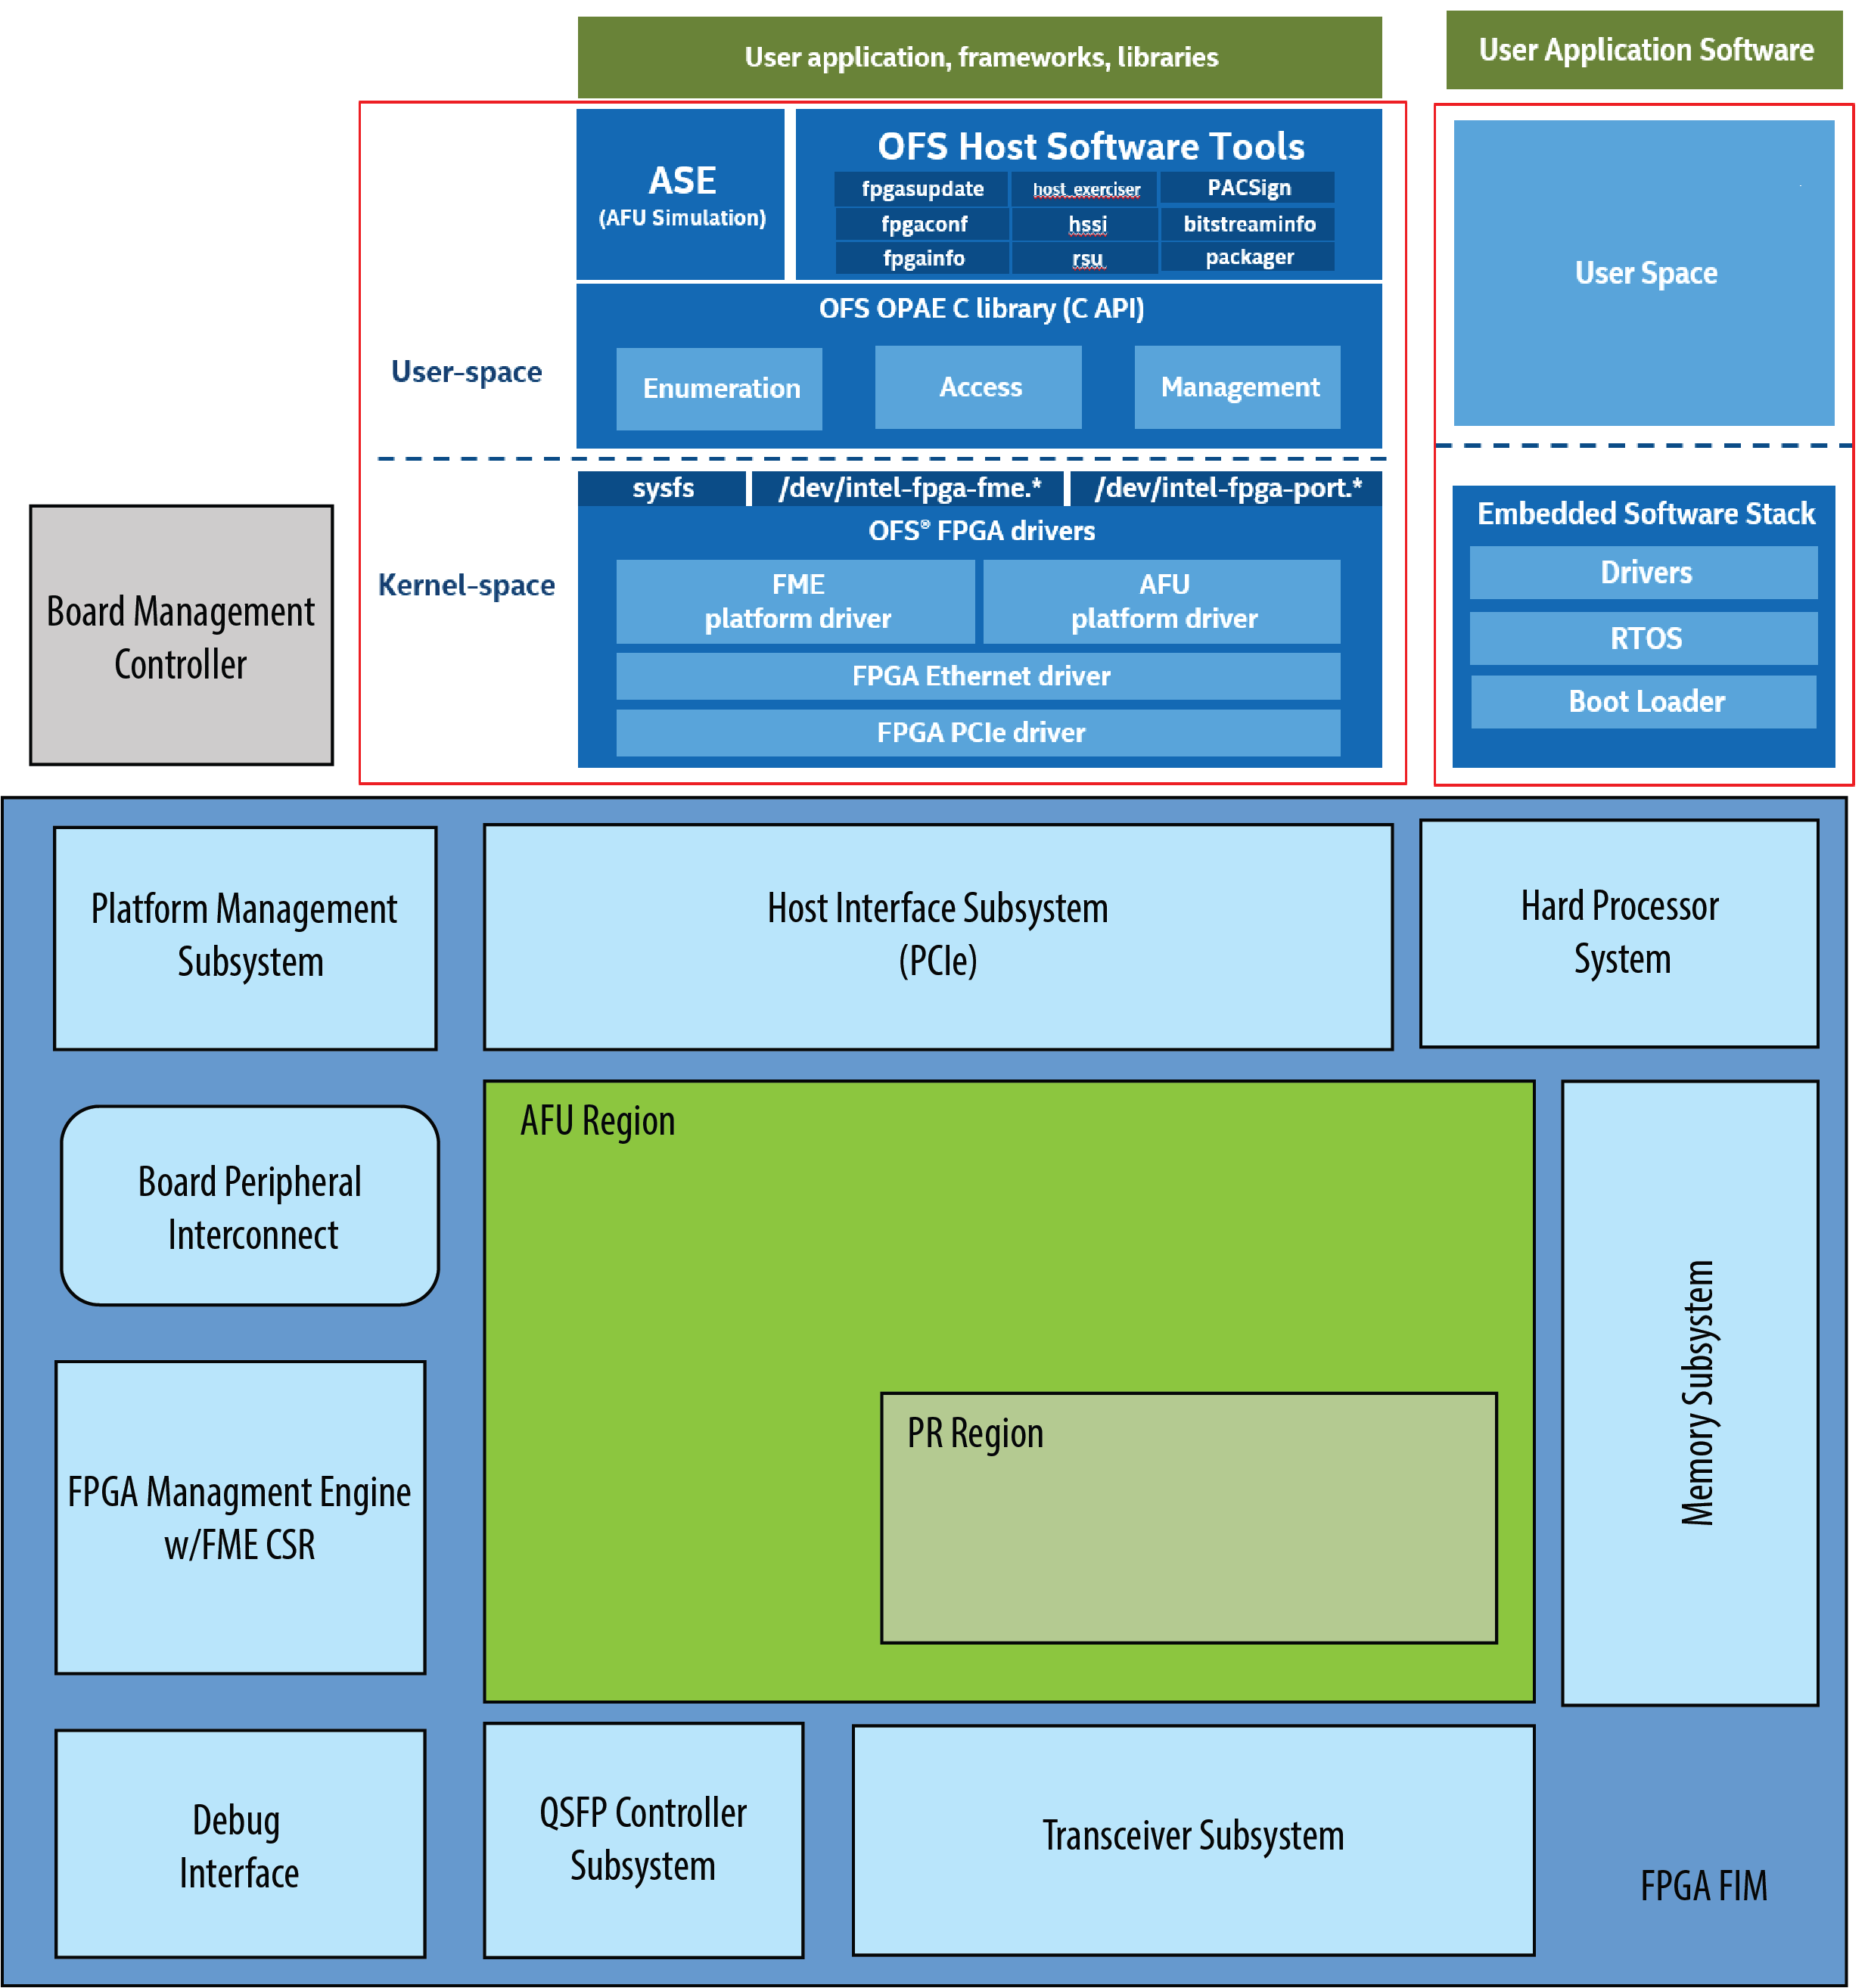 User application, frameworks, libraries
User Application Software
ASE
(AFU Simulation)
OFS Host Software Tools
fpgasupdate
host_exerciser
PACSign
fpgaconf
hssi
bitstreaminfo
fpgainfo
rsu
packager
OFS OPAE C library (C API)
Enumeration
Access
Management
User-space
Kernel-space
sysfs
/dev/intel-fpga-fme.*
/dev/intel-fpga-port.*
OFS® FPGA drivers
FME
platform driver
AFU
platform driver
FPGA Ethernet driver
FPGA PCIe driver
User Space
Embedded Software Stack
Drivers
RTOS
Boot Loader
Board Management
Controller
Platform Management
Subsystem
Host Interface Subsystem
(PCIe)
Hard Processor
System
Board Peripheral
Interconnect
AFU Region
PR Region
Memory Subsystem
FPGA Managment Engine
w/FME CSR
Debug
Interface
QSFP Controller
Subsystem
Transceiver Subsystem
FPGA FIM